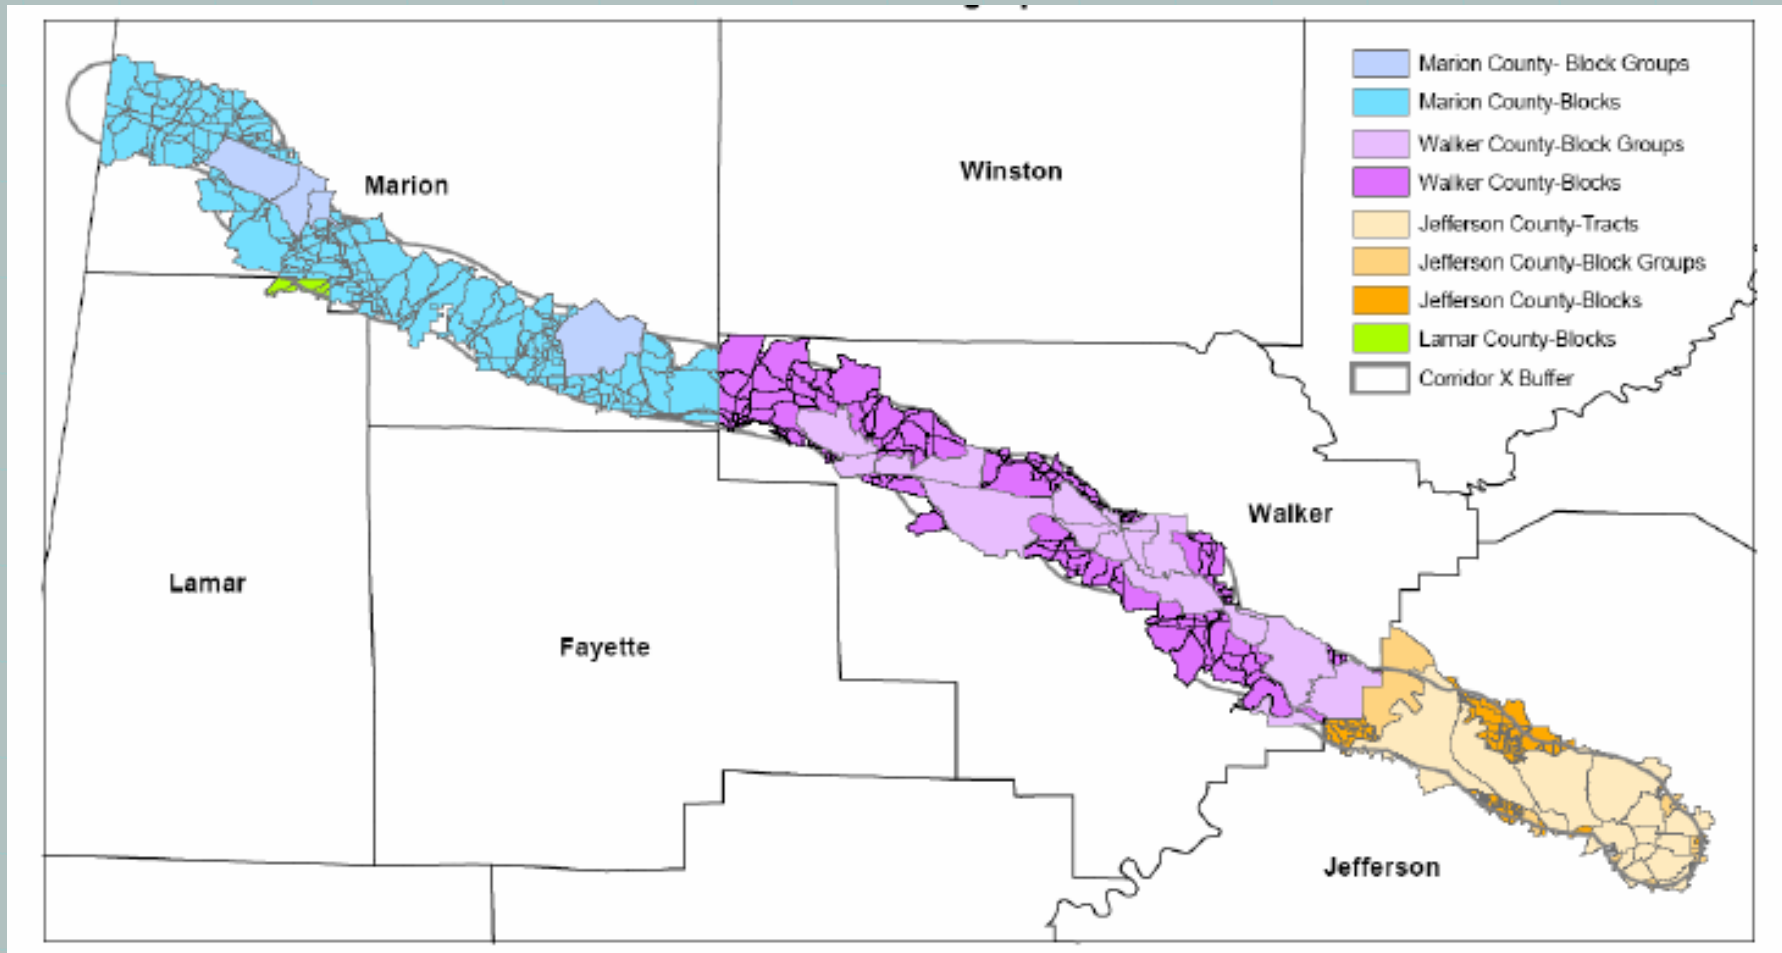 Marion County- Block Groups
Marion County-Blocks
Walker County-Block Groups
Walker County-Blocks
Jefferson County-Tracts
Jefferson County-Block Groups
Jefferson County-Blocks
Lamar County-Blocks
Corridor X Buffer
Marion
Winston
Walker
Lamar
Fayette
Jefferson